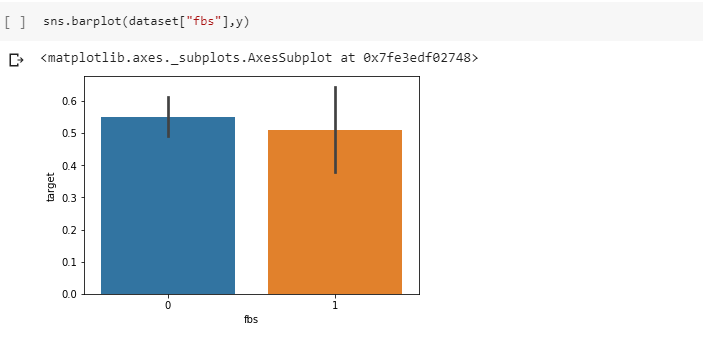 [ ] sns.barplot(dataset["fbs"],y)
<matplotlib.axes._subplots.AxesSubplot at 0x7fe3edf02748>
0.6
0.5
0.4
0.3
0.2
0.1
0.0
target
0 1
fbs